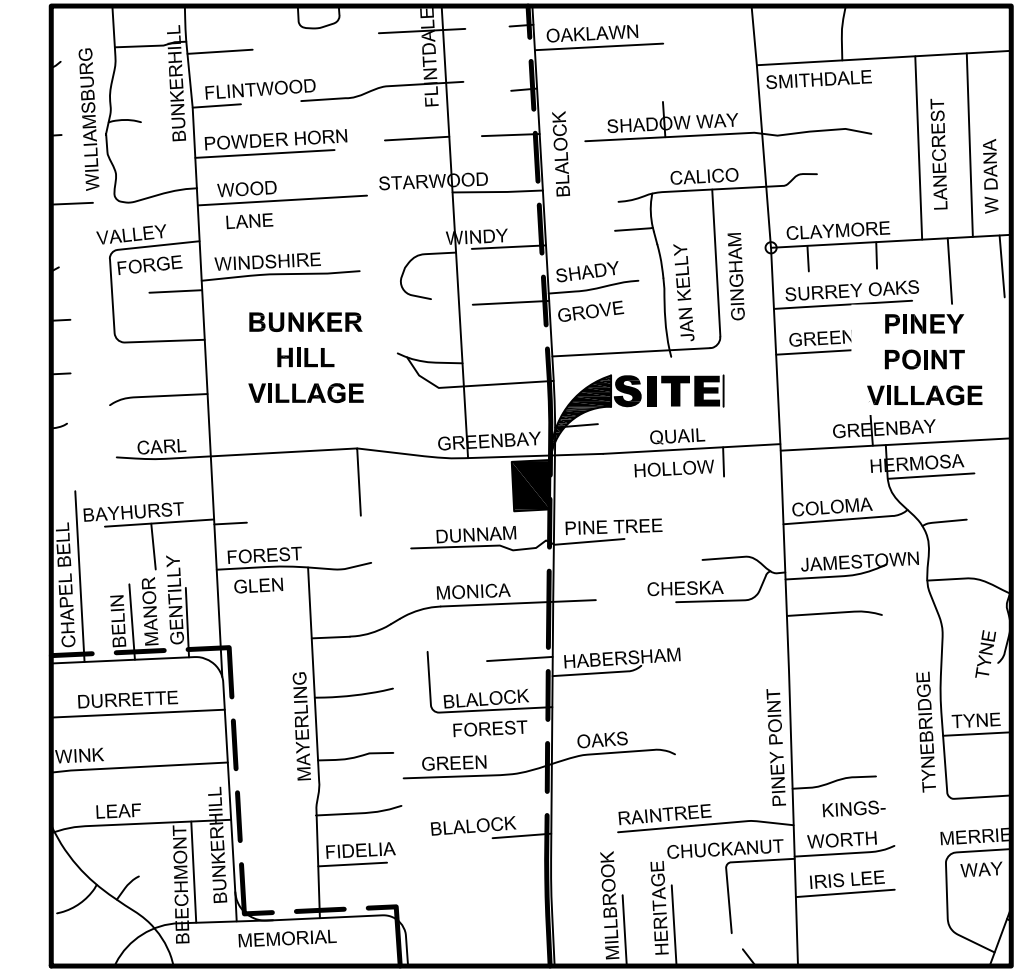 OAKLAWN
WILLIAMSBURG
BUNKERHILL
FLINTDALE
FLINTWOOD
SMITHDALE
BLALOCK
SHADOW WAY
LANECREST
W DANA
POWDER HORN
STARWOOD
CALICO
WOOD
LANE
VALLEY
FORGE
WINDY
CLAYMORE
WINDSHIRE
SHADY
GROVE
JAN KELLY
GINGHAM
SURREY OAKS
BUNKER
HILL
VILLAGE
GREEN
PINEY
POINT
VILLAGE
SITE
CARL
GREENBAY
QUAIL
HOLLOW
GREENBAY
HERMOSA
BAYHURST
COLOMA
CHAPEL BELL
BELIN
MANOR
GENTILLY
DUNNAM
PINE TREE
FOREST
GLEN
JAMESTOWN
MONICA
CHESKA
TYNE
HABERSHAM
DURRETTE
MAYERLING
BLALOCK
FOREST
PINEY POINT
TYNEBRIDGE
TYNE
WINK
GREEN
OAKS
LEAF
BUNKERHILL
BEECHMONT
BLALOCK
RAINTREE
KINGS-
WORTH
MERRIE
WAY
FIDELIA
CHUCKANUT
MILLBROOK
HERITAGE
IRIS LEE
MEMORIAL